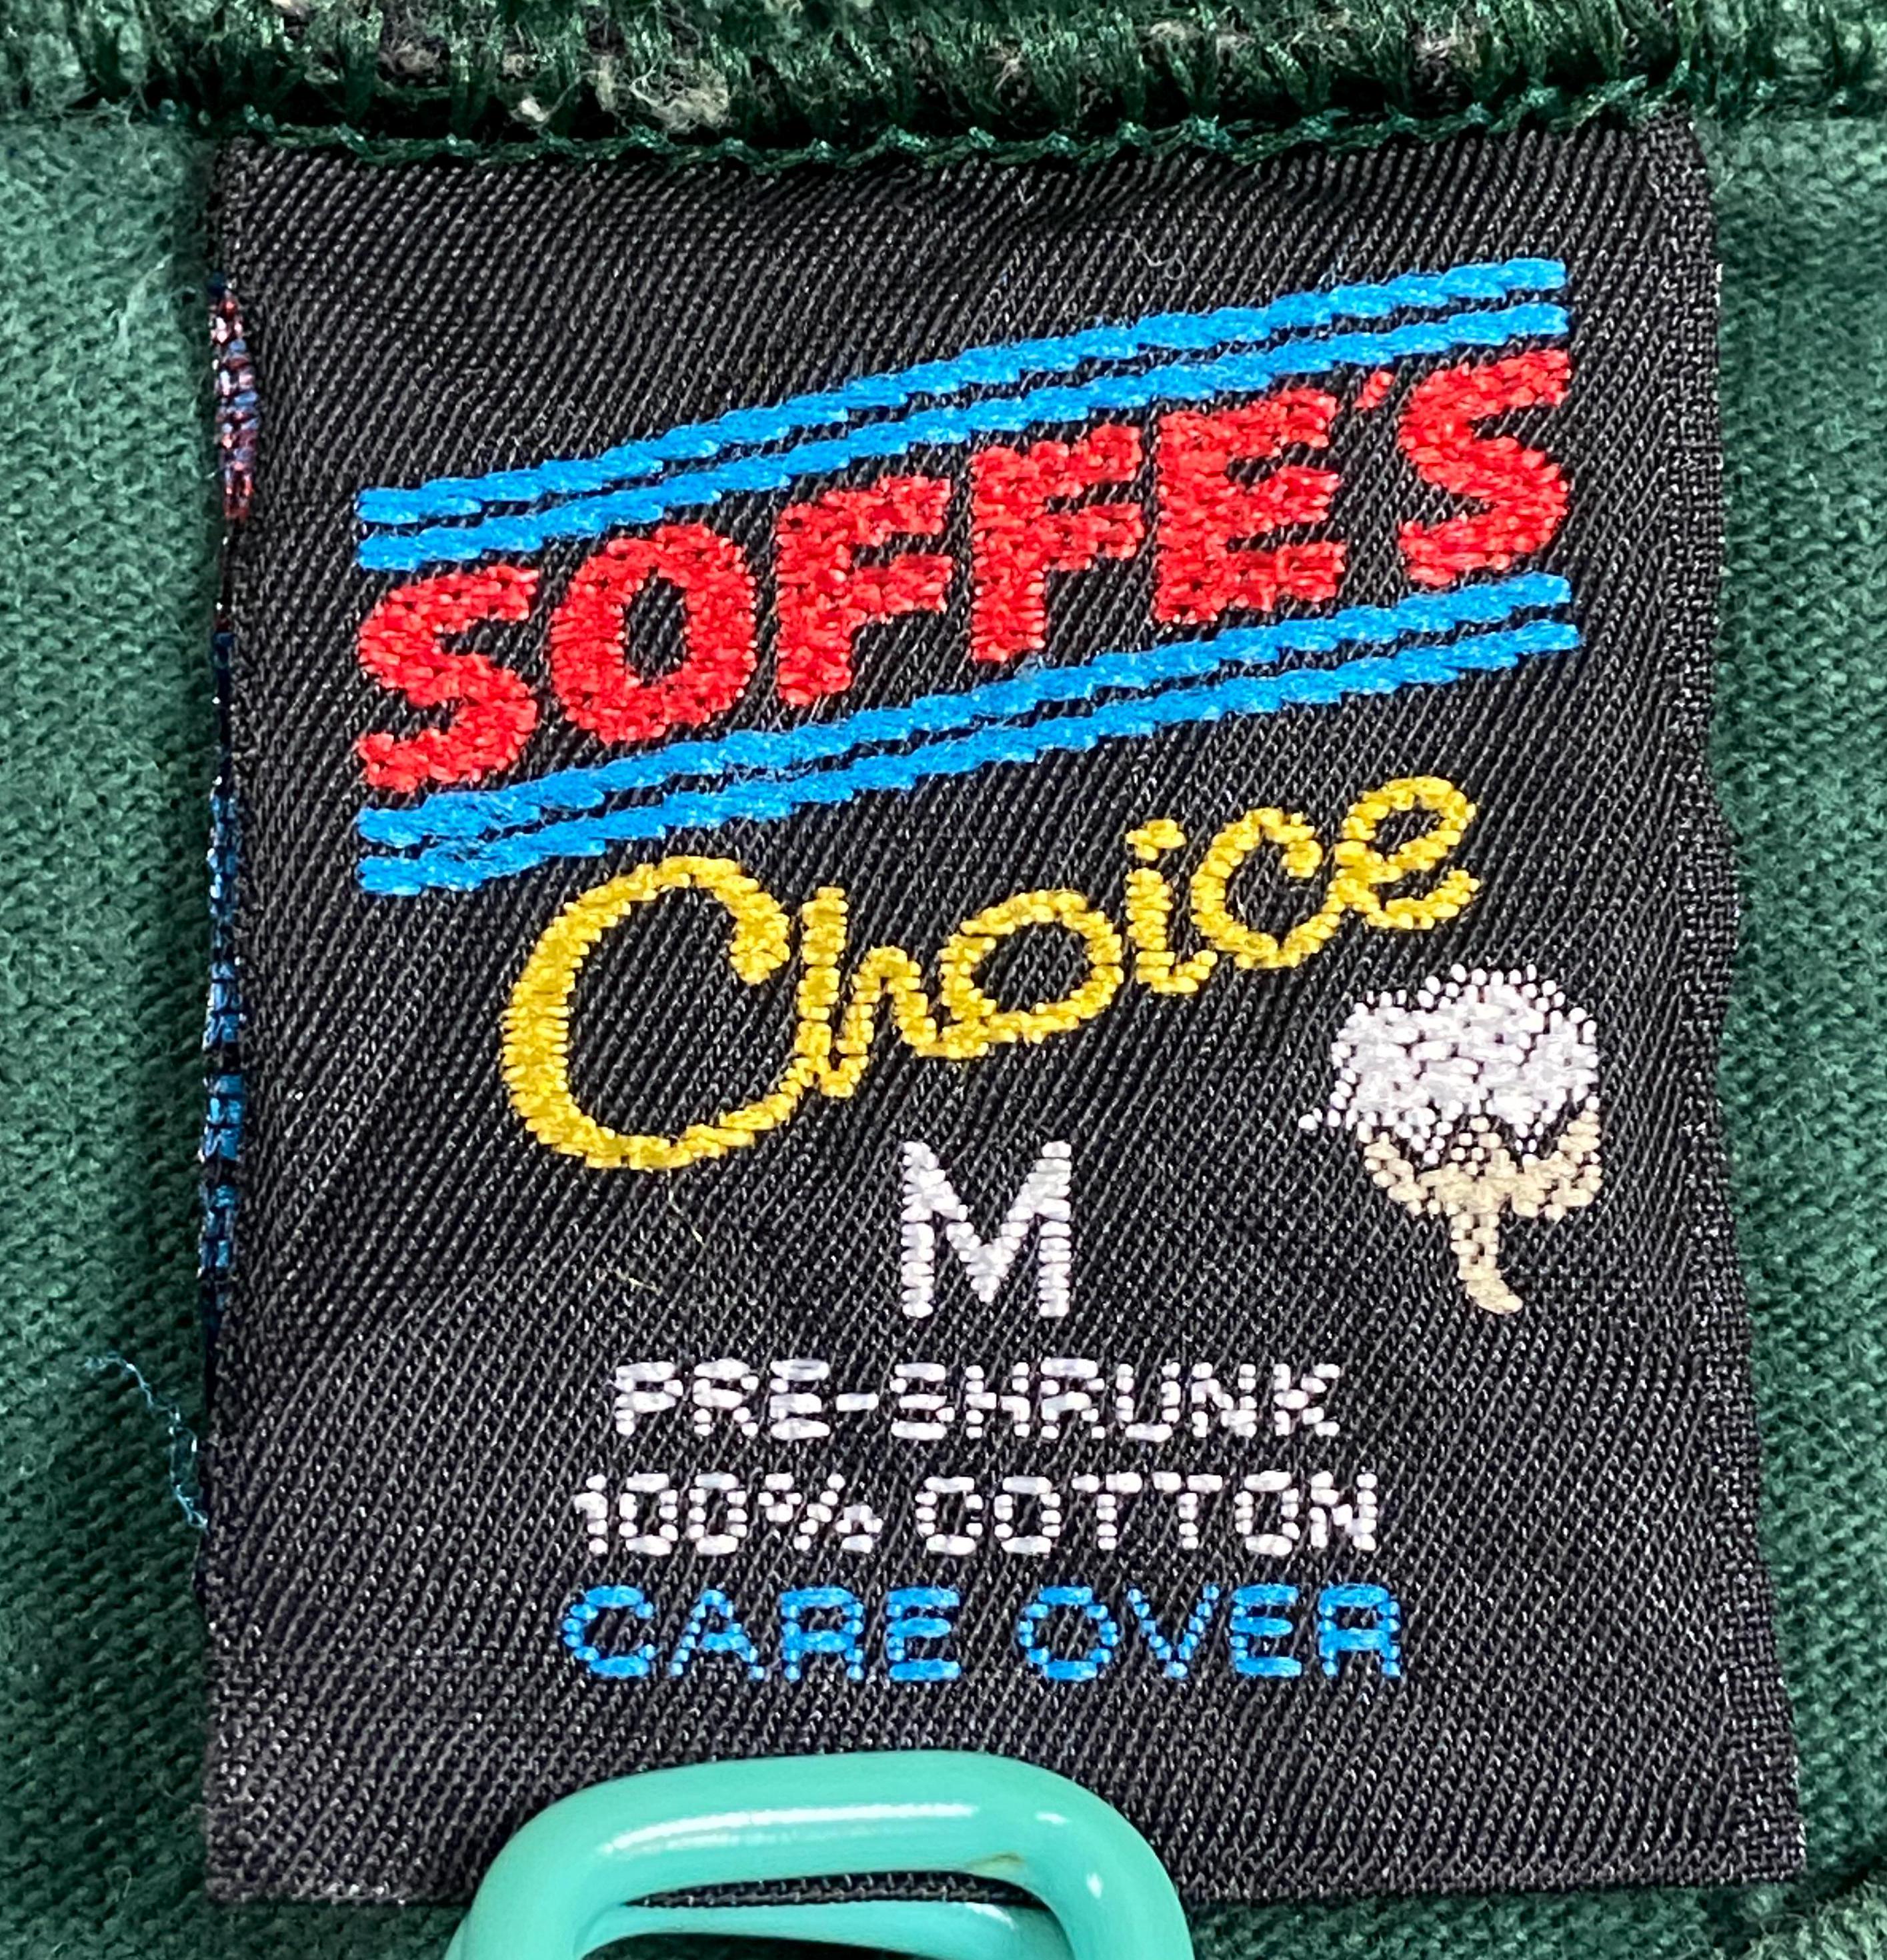 SOFFE'S
Choice
M
PRE-SHRUNK
100% COTTON
CARE OVER